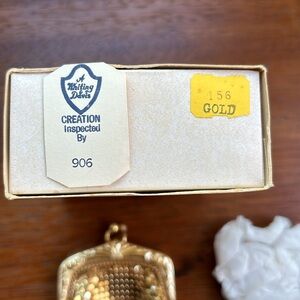 A
Whiting
& Davis
CREATION
Inspected
By
906
156
GOLD